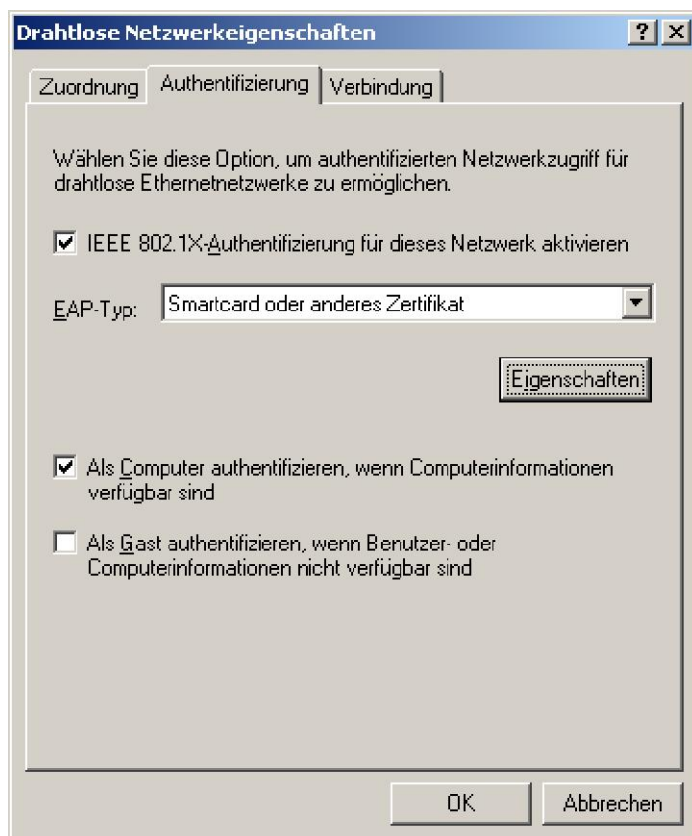 Drahtlose Netzwerkeigenschaften
Zuordnung
Authentifizierung
Verbindung
Wählen Sie diese Option, um authentifizierten Netzwerkzugriff für
drahtlose Ethernetnetzwerke zu ermöglichen.
IEEE 802.1X-Authentifizierung für dieses Netzwerk aktivieren
EAP-Typ:
Smartcard oder anderes Zertifikat
Eigenschaften
Als Computer authentifizieren, wenn Computerinformationen
verfügbar sind
Als Gast authentifizieren, wenn Benutzer- oder
Computerinformationen nicht verfügbar sind
OK
Abbrechen